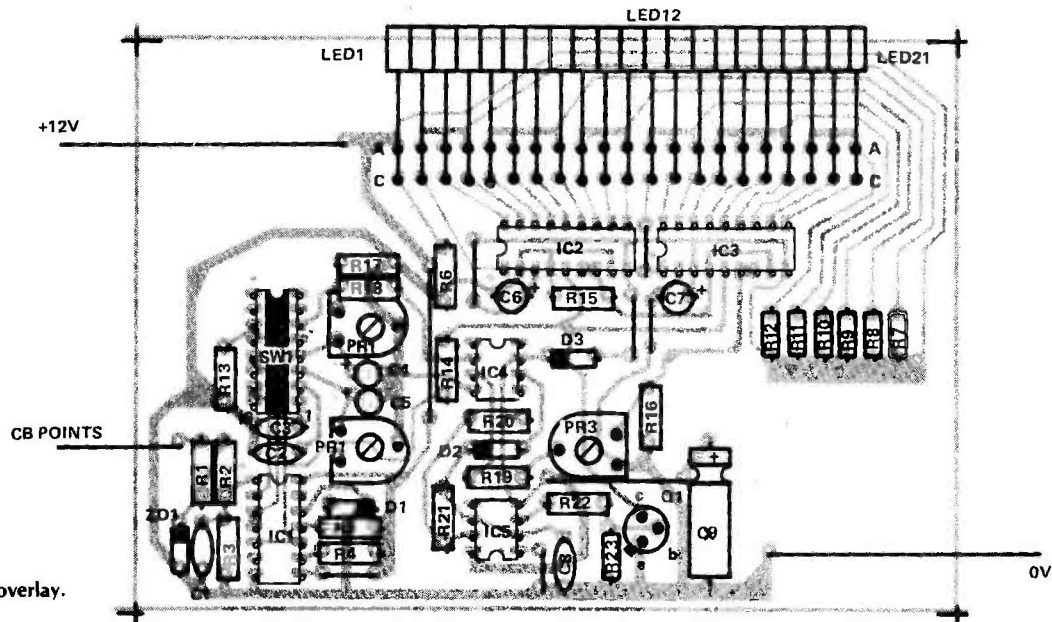 LED12
LED1
LED21
+12V
A
A
C
C
IC2
IC3
R17
R18
R6
C6
+
R15
C7
+
SW1
PR1
R13
R14
IC4
D3
R12
R11
R10
R9
R8
R7
C5
C3
R20
PR3
R16
CB POINTS
PR1
D2
R19
+
R1
R2
ZD1
R3
IC1
D1
R4
R21
IC5
R22
c
Q1
b
e
R23
C9
0V
overlay.